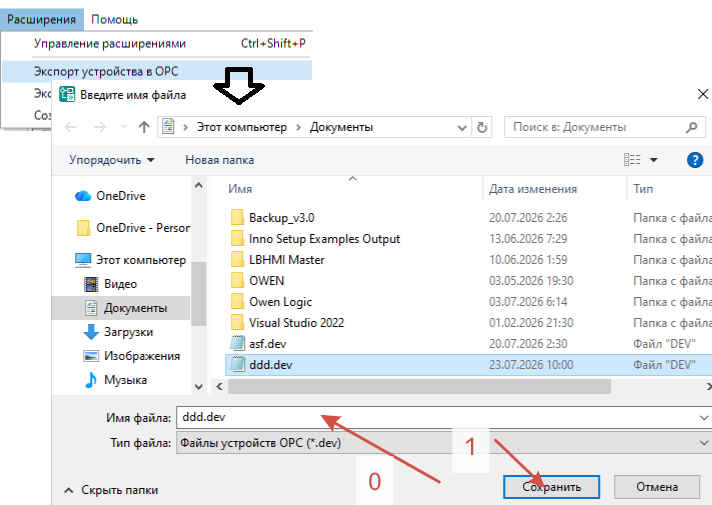 Расширения Помощь
Управление расширениями Ctrl+Shift+P
Экспорт устройства в OPC
Введите имя файла
Этот компьютер > Документы
Поиск в: Документы
Упорядочить Новая папка
Имя Дата изменения Тип
OneDrive
OneDrive - Person
Этот компьютер
Видео
Документы
Загрузки
Изображения
Музыка
Backup_v3.0 20.07.2026 2:26 Папка с файла
Inno Setup Examples Output 13.06.2026 7:29 Папка с файла
LBHMI Master 10.06.2026 1:59 Папка с файла
OWEN 03.05.2026 19:30 Папка с файла
Owen Logic 03.07.2026 6:14 Папка с файла
Visual Studio 2022 01.02.2026 21:30 Папка с файла
asf.dev 20.07.2026 2:30 Файл "DEV"
ddd.dev 23.07.2026 10:00 Файл "DEV"
Имя файла: ddd.dev
Тип файла: Файлы устройств OPC (*.dev)
0
1
Скрыть папки
Сохранить Отмена